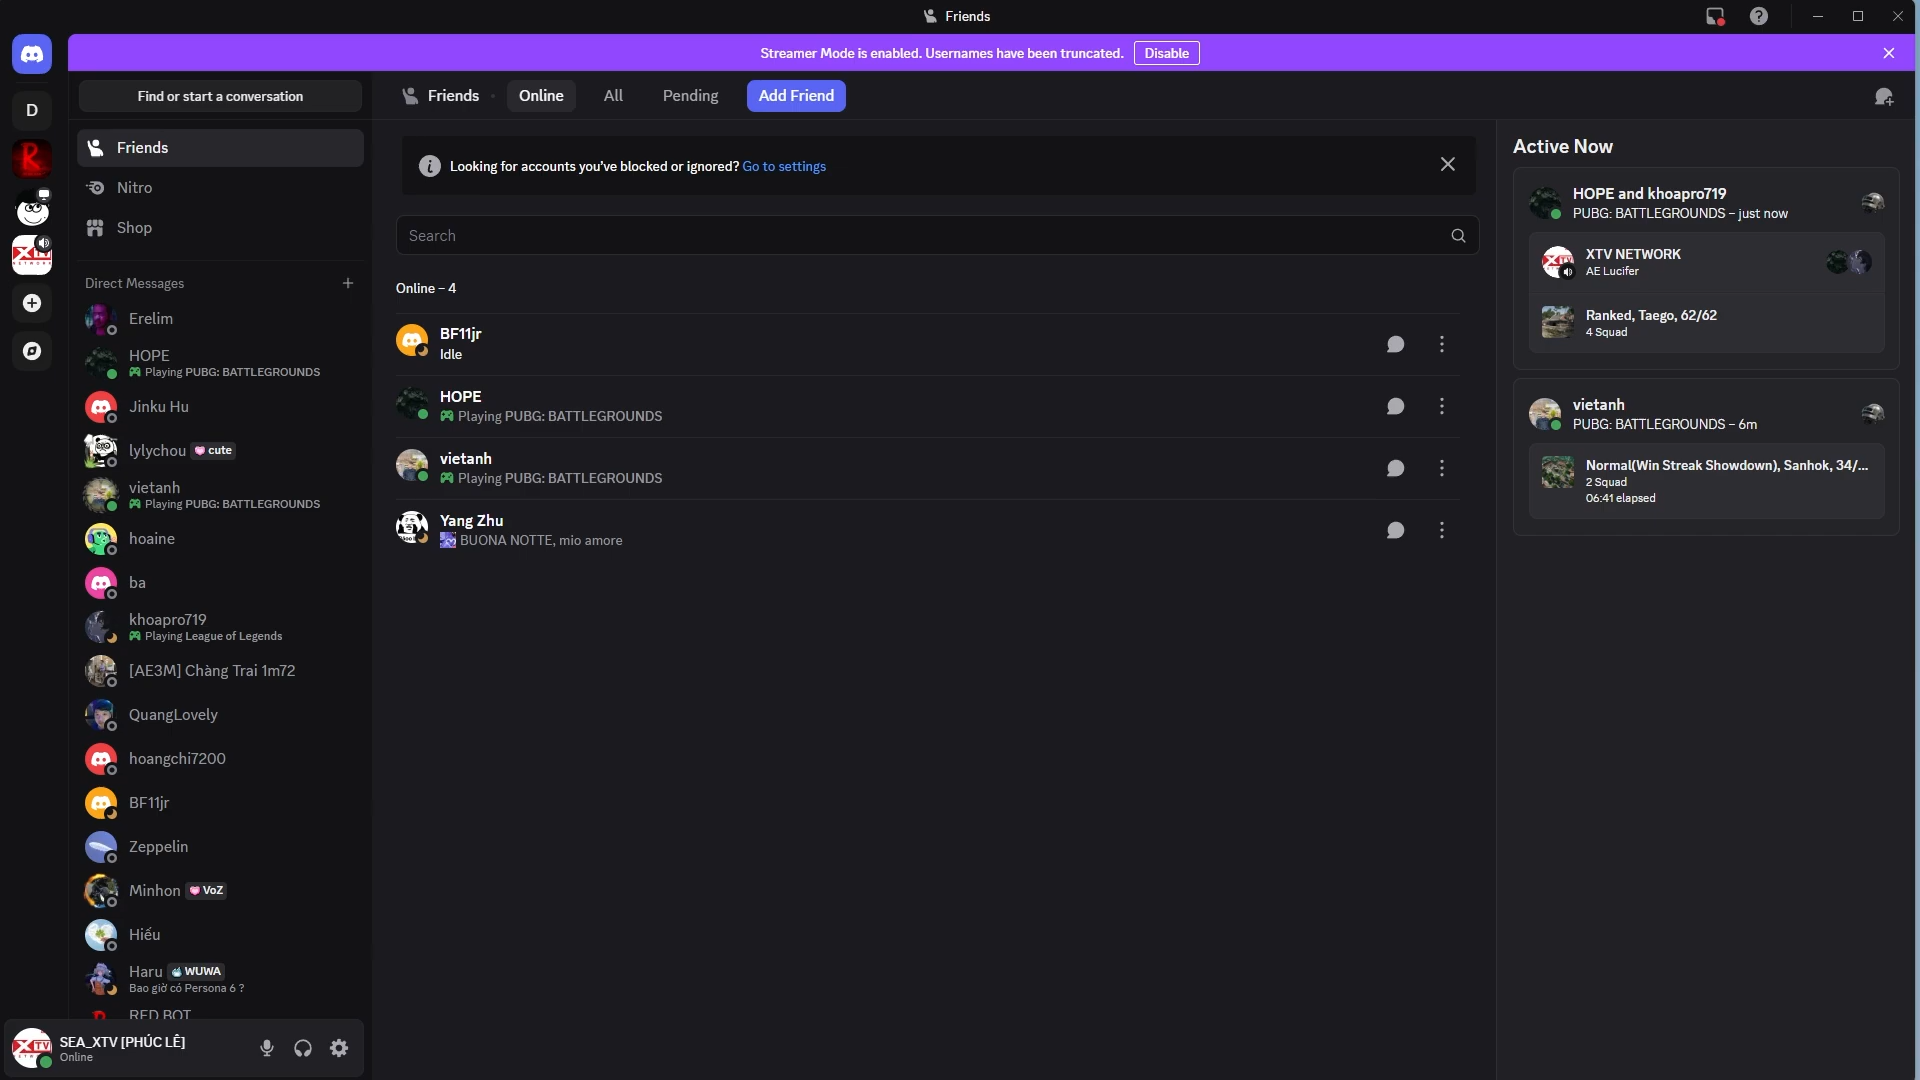 Friends
Streamer Mode is enabled. Usernames have been truncated. Disable
D
Find or start a conversation
Friends
Nitro
Shop
Direct Messages
Erelim
HOPE
Playing PUBG: BATTLEGROUNDS
Jinku Hu
lylychou cute
vietanh
Playing PUBG: BATTLEGROUNDS
hoaine
ba
khoapro719
Playing League of Legends
[AE3M] Chàng Trai 1m72
QuangLovely
hoangchi7200
BF11jr
Zeppelin
Minhon VoZ
Hiếu
Haru WUWA
Bao giờ có Persona 6 ?
RED BOT
SEA_XTV [PHÚC LÊ]
Online
Friends Online All Pending Add Friend
Looking for accounts you've blocked or ignored? Go to settings
Search
Online – 4
BF11jr
Idle
HOPE
Playing PUBG: BATTLEGROUNDS
vietanh
Playing PUBG: BATTLEGROUNDS
Yang Zhu
BUONA NOTTE, mio amore
Active Now
HOPE and khoapro719
PUBG: BATTLEGROUNDS – just now
XTV NETWORK
AE Lucifer
Ranked, Taego, 62/62
4 Squad
vietanh
PUBG: BATTLEGROUNDS – 6m
Normal(Win Streak Showdown), Sanhok, 34/...
2 Squad
06:41 elapsed